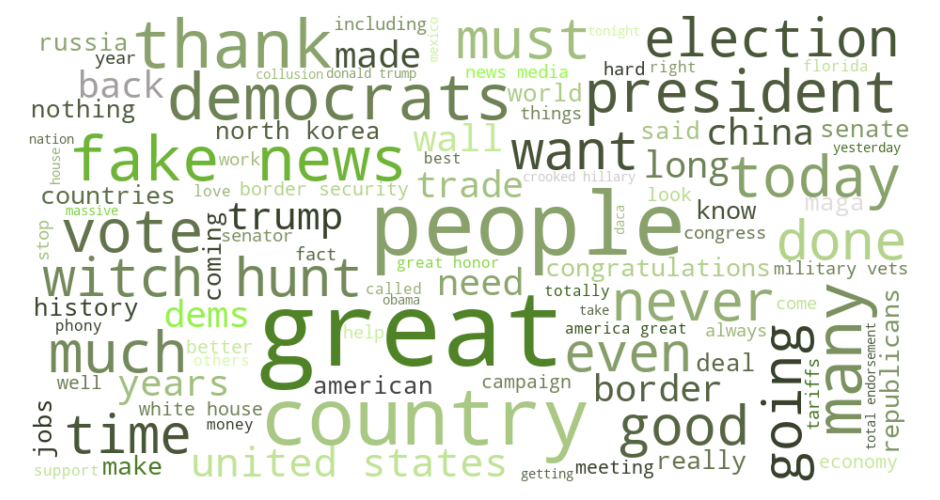 including
mexico
tonight
russia
thank
must
election
year
made
back
collusion
donald trump
news media
hard
right
florida
nothing
democrats
world
things
president
north korea
wall
want
said
china
senate
nation
house
fake news
work
best
long
yesterday
today
countries
love
border security
trade
crooked hillary
look
massive
people
daca
know
maga
vote
coming
trump
senator
congress
done
stop
fact
great honor
witch hunt
need
congratulations
military vets
history
called
obama
totally
never
come
phony
dems
great
help
take
america great
always
many
republicans
much
better
others
even
deal
going
tariffs
total endorsement
well
years
american
campaign
border
jobs
time
white house
money
country
good
support
make
united states
getting
meeting
really
economy